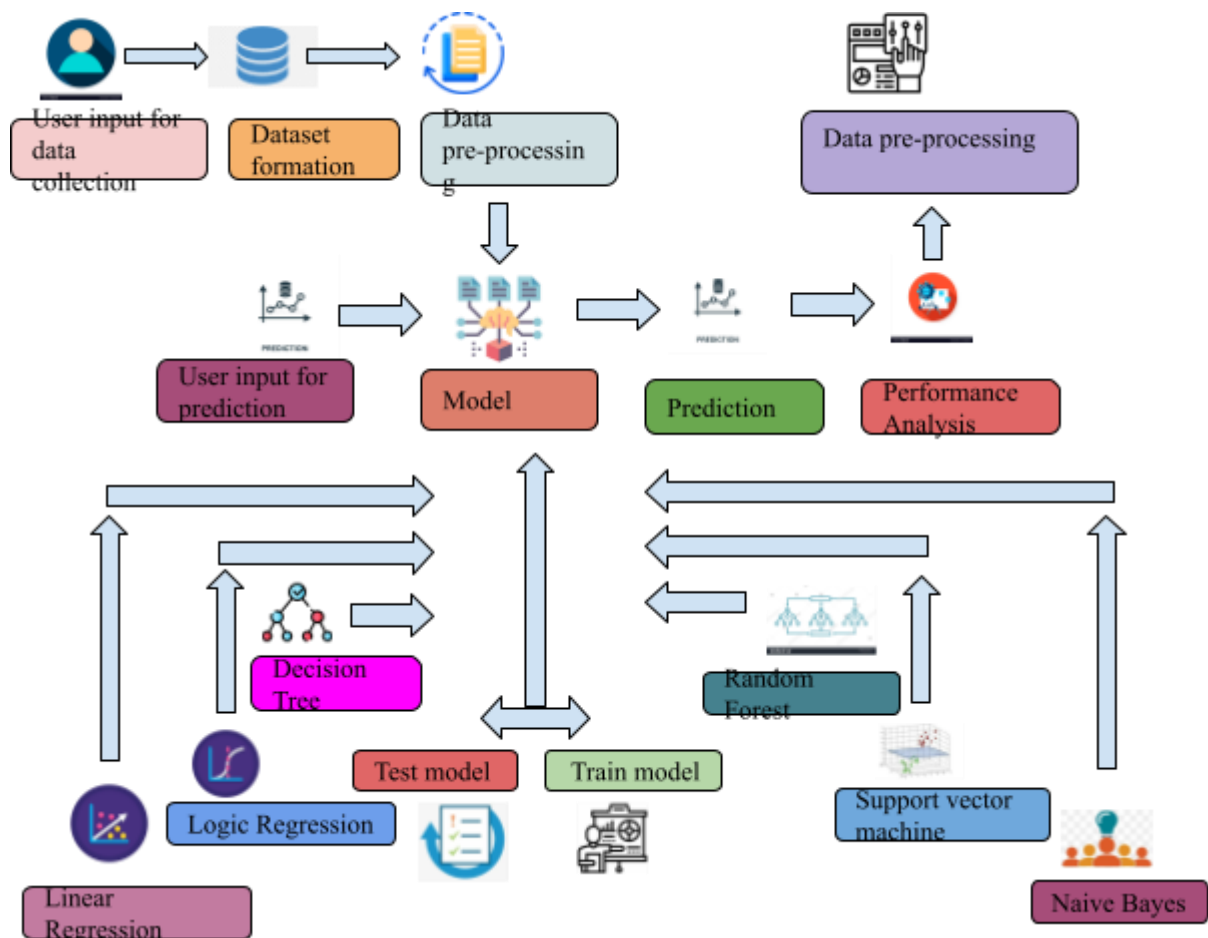 User input for
data
collection
Dataset
formation
Data
pre-processin
g
Data pre-processing
PREDICTION
PREDICTION
User input for
prediction
Model
Prediction
Performance
Analysis
Decision
Tree
Random
Forest
Test model
Train model
Logic Regression
Support vector
machine
Linear
Regression
Naive Bayes